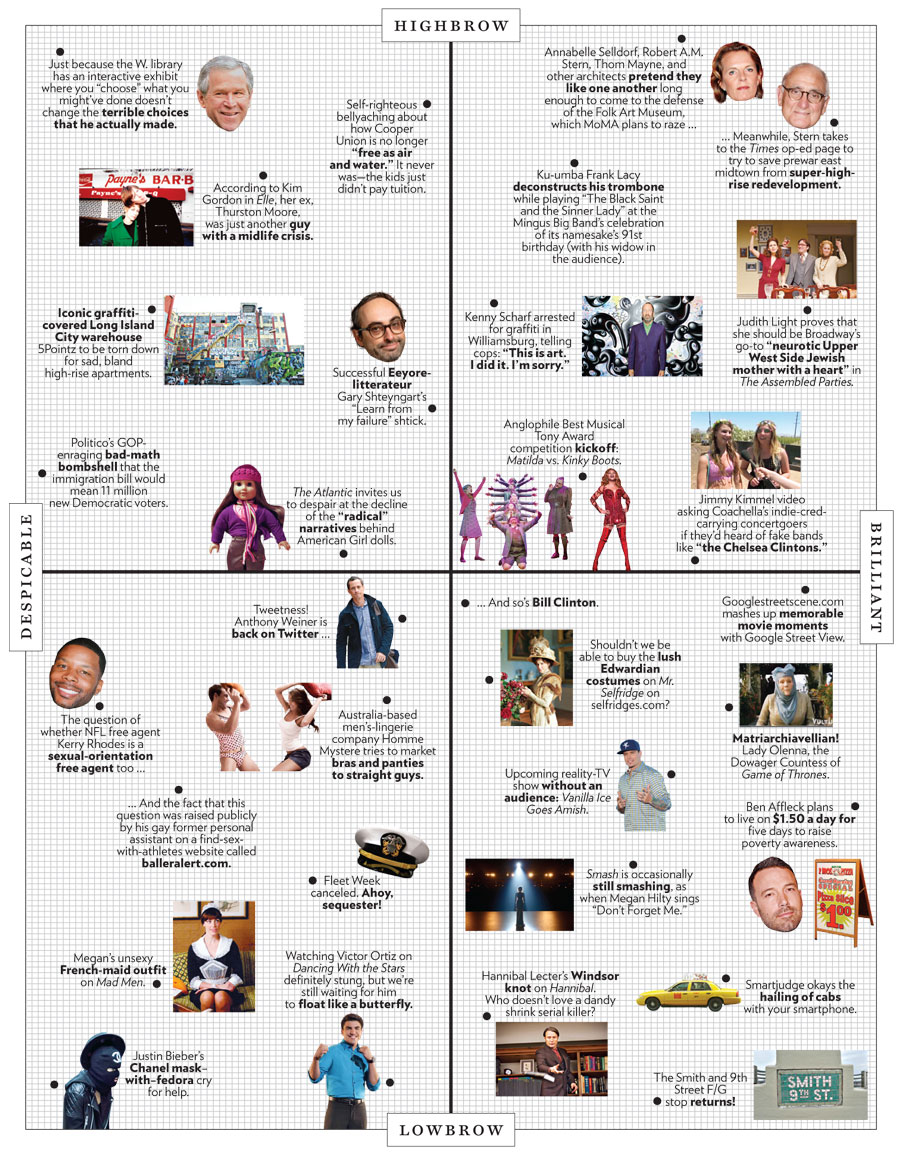 HIGHBROW
Just because the W. library
has an interactive exhibit
where you “choose” what you
might’ve done doesn’t
change the terrible choices
that he actually made.
Self-righteous
bellyaching about
how Cooper
Union is no longer
“free as air
and water.” It never
was—the kids just
didn’t pay tuition.
Payne's BAR-B
According to Kim
Gordon in Elle, her ex,
Thurston Moore,
was just another guy
with a midlife crisis.
Iconic graffiti-
covered Long Island
City warehouse
5Pointz to be torn down
for sad, bland
high-rise apartments.
Successful Eeyore-
litterateur
Gary Shteyngart’s
“Learn from
my failure” shtick.
Politico’s GOP-
enraging bad-math
bombshell that the
immigration bill would
mean 11 million
new Democratic voters.
The Atlantic invites us
to despair at the decline
of the “radical”
narratives behind
American Girl dolls.
Annabelle Selldorf, Robert A.M.
Stern, Thom Mayne, and
other architects pretend they
like one another long
enough to come to the defense
of the Folk Art Museum,
which MoMA plans to raze ...
... Meanwhile, Stern takes
to the Times op-ed page to
try to save prewar east
midtown from super-high-
rise redevelopment.
Ku-umba Frank Lacy
deconstructs his trombone
while playing “The Black Saint
and the Sinner Lady” at the
Mingus Big Band’s celebration
of its namesake’s 91st
birthday (with his widow in
the audience).
Kenny Scharf arrested
for graffiti in
Williamsburg, telling
cops: “This is art.
I did it. I’m sorry.”
Judith Light proves that
she should be Broadway’s
go-to “neurotic Upper
West Side Jewish
mother with a heart” in
The Assembled Parties.
Anglophile Best Musical
Tony Award
competition kickoff:
Matilda vs. Kinky Boots.
Jimmy Kimmel video
asking Coachella’s indie-cred-
carrying concertgoers
if they’d heard of fake bands
like “the Chelsea Clintons.”
DESPICABLE
BRILLIANT
Tweetness!
Anthony Weiner is
back on Twitter ...
The question of
whether NFL free agent
Kerry Rhodes is a
sexual-orientation
free agent too ...
Australia-based
men’s-lingerie
company Homme
Mystere tries to market
bras and panties
to straight guys.
... And the fact that this
question was raised publicly
by his gay former personal
assistant on a find-sex-
with-athletes website called
balleralert.com.
Fleet Week
canceled. Ahoy,
sequester!
Megan’s unsexy
French-maid outfit
on Mad Men.
Watching Victor Ortiz on
Dancing With the Stars
definitely stung, but we’re
still waiting for him
to float like a butterfly.
Justin Bieber’s
Chanel mask–
with–fedora cry
for help.
... And so’s Bill Clinton.
Shouldn’t we be
able to buy the lush
Edwardian
costumes on Mr.
Selfridge on
selfridges.com?
Googlestreetscene.com
mashes up memorable
movie moments
with Google Street View.
VULTU
Matriarchiavellian!
Lady Olenna, the
Dowager Countess of
Game of Thrones.
Upcoming reality-TV
show without an
audience: Vanilla Ice
Goes Amish.
Ben Affleck plans
to live on $1.50 a day for
five days to raise
poverty awareness.
Smash is occasionally
still smashing, as
when Megan Hilty sings
“Don’t Forget Me.”
SPECIAL
Pizza Slice
$1.00
Hannibal Lecter’s Windsor
knot on Hannibal.
Who doesn’t love a dandy
shrink serial killer?
Smartjudge okays the
hailing of cabs
with your smartphone.
The Smith and 9th
Street F/G
stop returns!
SMITH
9TH ST.
LOWBROW